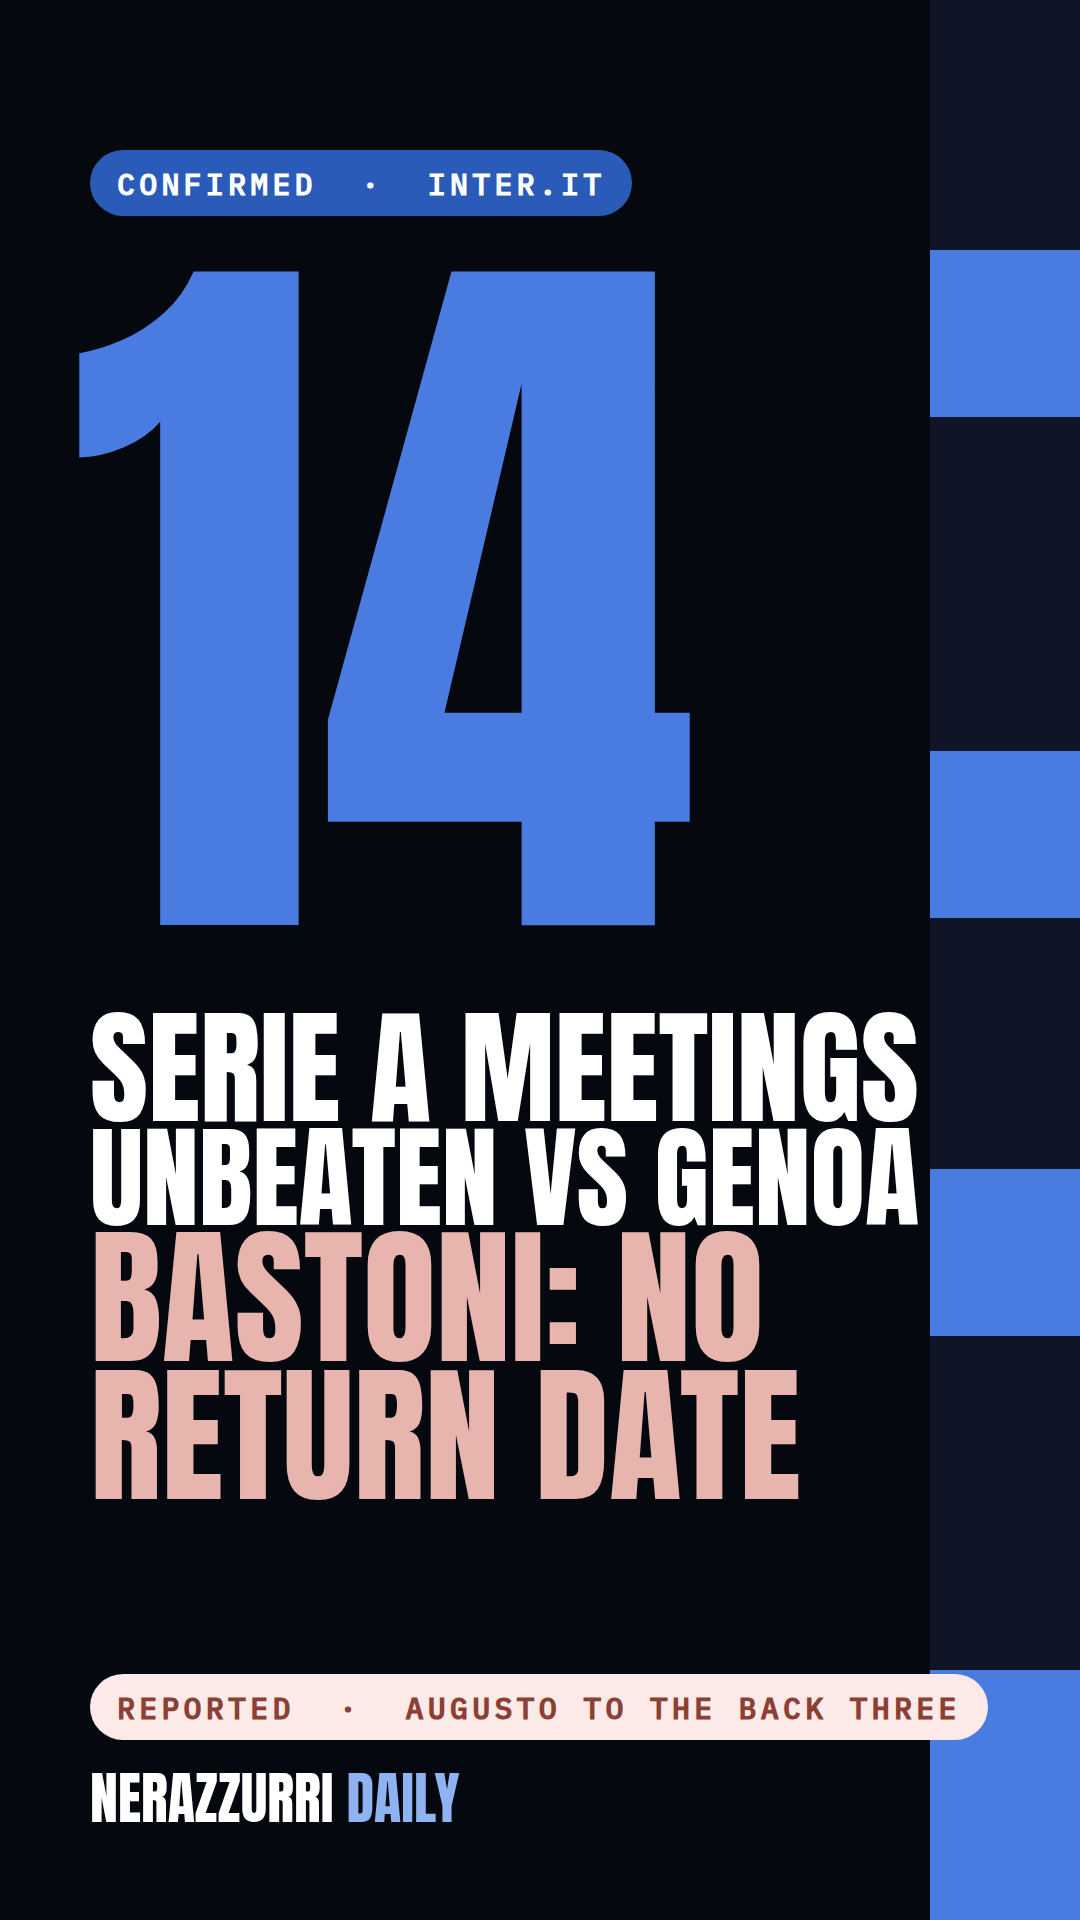 CONFIRMED · INTER.IT
14
SERIE A MEETINGS
UNBEATEN VS GENOA
BASTONI: NO
RETURN DATE
REPORTED · AUGUSTO TO THE BACK THREE
NERAZZURRI DAILY